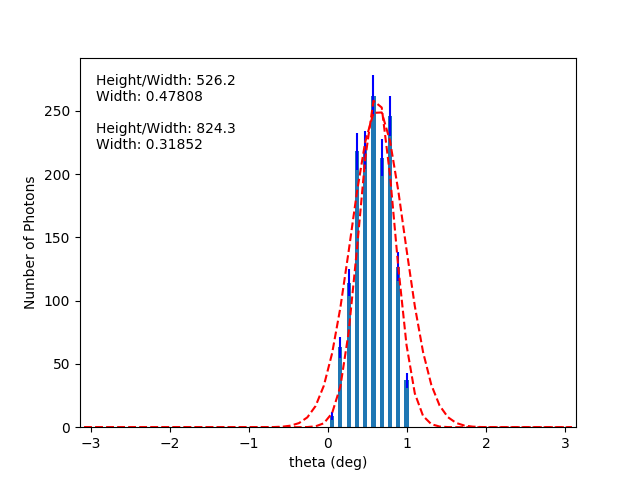 Height/Width: 526.2
Width: 0.47808
Height/Width: 824.3
Width: 0.31852
250
200
150
100
50
0
Number of Photons
−3 −2 −1 0 1 2 3
theta (deg)